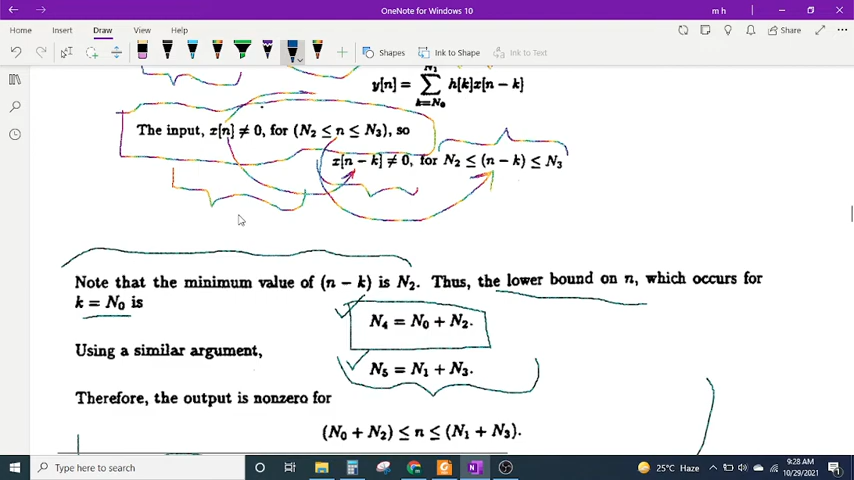 OneNote for Windows 10
m h
Home Insert Draw View Help
Share
Shapes Ink to Shape Ink to Text
y[n] = N₁ ∑ k=N₀ h[k]x[n − k]
The input, x[n] ≠ 0, for (N₂ ≤ n ≤ N₃), so
x[n − k] ≠ 0, for N₂ ≤ (n − k) ≤ N₃
Note that the minimum value of (n − k) is N₂. Thus, the lower bound on n, which occurs for
k = N₀ is
N₄ = N₀ + N₂.
Using a similar argument,
N₅ = N₁ + N₃.
Therefore, the output is nonzero for
(N₀ + N₂) ≤ n ≤ (N₁ + N₃).
Type here to search
25°C Haze
9:28 AM
10/29/2021